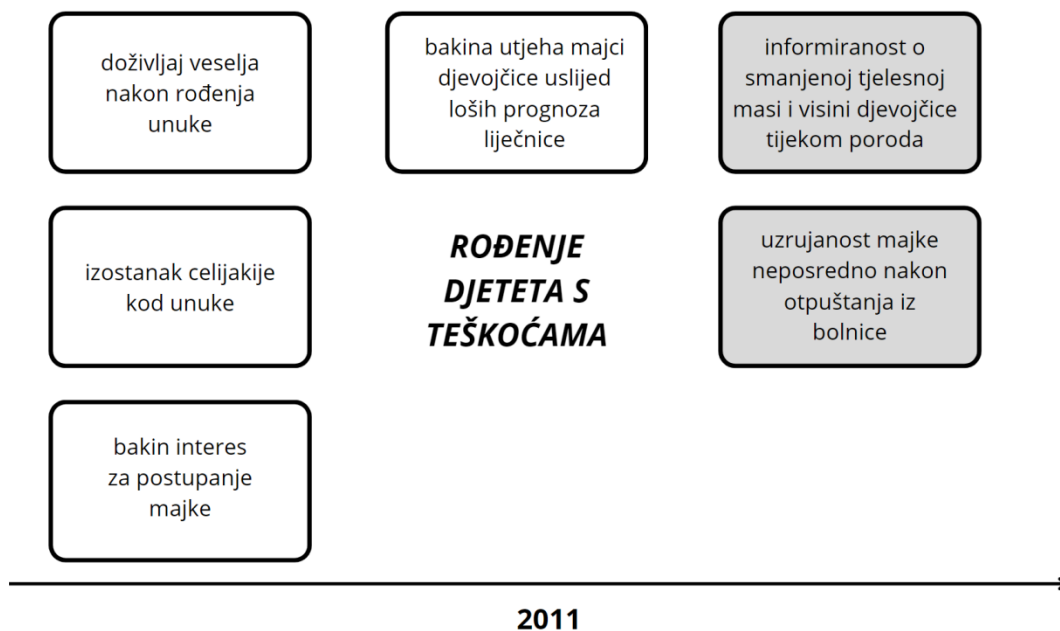 doživljaj veselja
nakon rođenja
unuke
bakina utjeha majci
djevojčice uslijed
loših prognoza
liječnice
informiranost o
smanjenoj tjelesnoj
masi i visini djevojčice
tijekom poroda
izostanak celijakije
kod unuke
ROĐENJE
DJETETA S
TEŠKOĆAMA
uzrujanost majke
neposredno nakon
otpuštanja iz
bolnice
bakin interes
za postupanje
majke
2011